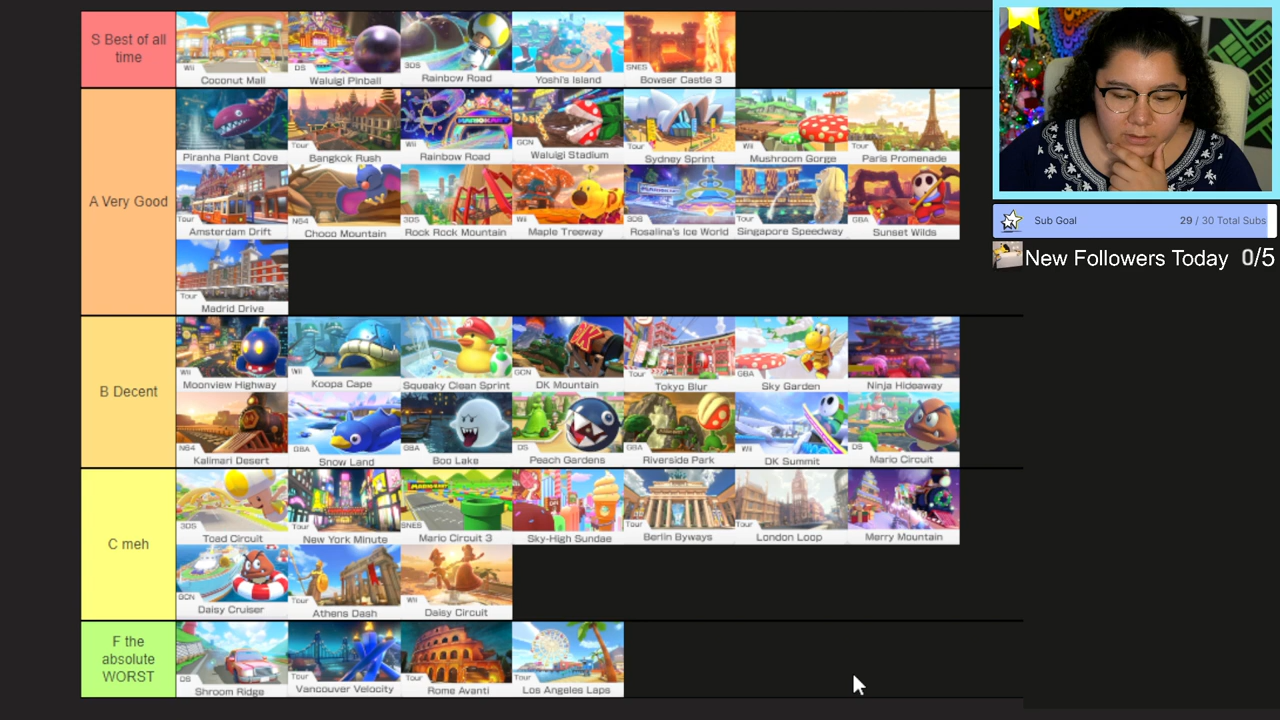 S Best of all
time
Wii
Coconut Mall
DS
Waluigi Pinball
3DS
Rainbow Road
Yoshi's Island
SNES
Bowser Castle 3
A Very Good
Piranha Plant Cove
Tour
Bangkok Rush
Wii
MARIOKART
Rainbow Road
GCN
Waluigi Stadium
Tour
Sydney Sprint
Wii
Mushroom Gorge
Tour
Paris Promenade
Tour
Amsterdam Drift
N64
Choco Mountain
3DS
Rock Rock Mountain
Wii
Maple Treeway
3DS
Rosalina's Ice World
Tour
Singapore Speedway
GBA
Sunset Wilds
Tour
Madrid Drive
B Decent
Wii
Moonview Highway
Wii
Koopa Cape
Squeaky Clean Sprint
GCN
DK
DK Mountain
Tour
Tokyo Blur
GBA
Sky Garden
Ninja Hideaway
N64
Kalimari Desert
GBA
Snow Land
GBA
Boo Lake
DS
Peach Gardens
GBA
Riverside Park
Wii
DK Summit
DS
Mario Circuit
C meh
3DS
Toad Circuit
Tour
New York Minute
SNES
MARIO KART
Mario Circuit 3
Sky-High Sundae
Tour
Berlin Byways
Tour
London Loop
Merry Mountain
GCN
Daisy Cruiser
Tour
Athens Dash
Wii
Daisy Circuit
F the
absolute
WORST
DS
Shroom Ridge
Tour
Vancouver Velocity
Tour
Rome Avanti
Tour
Los Angeles Laps
Sub Goal
29 / 30 Total Subs
New Followers Today 0/5